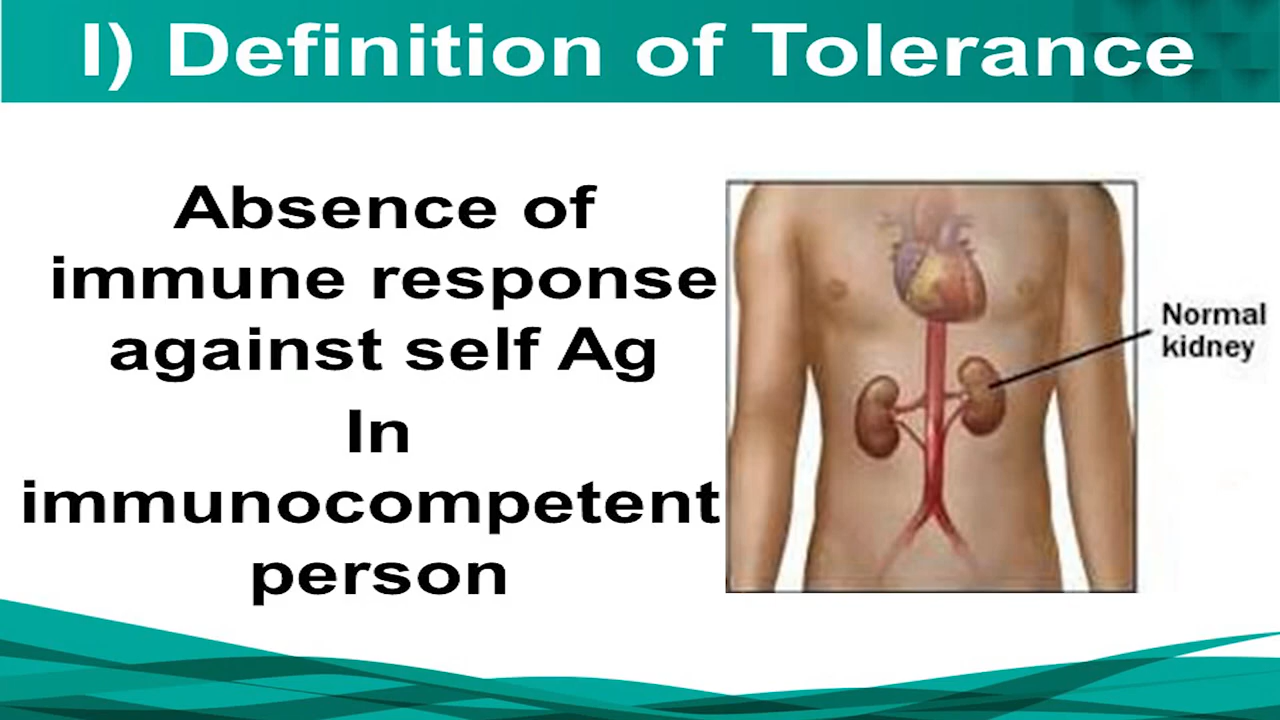 I) Definition of Tolerance
Absence of
immune response
against self Ag
In
immunocompetent
person
Normal
kidney